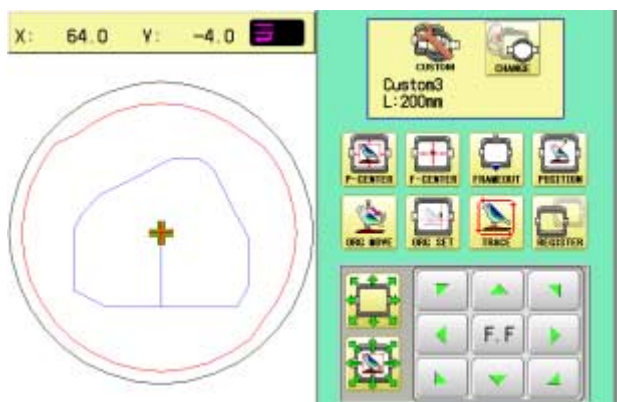 X: 64.0 Y: -4.0
CUSTOM CHANGE
Custom3
L:200mm
P-CENTER F-CENTER FRAMEOUT POSITION
ORG MOVE ORG SET TRACE REGISTER
F.F